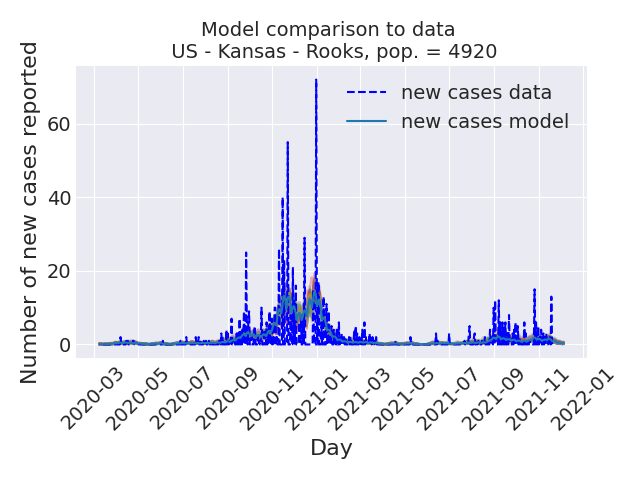 Model comparison to data
US - Kansas - Rooks, pop. = 4920
Number of new cases reported
60
40
20
0
new cases data
new cases model
2020-03
2020-05
2020-07
2020-09
2020-11
2021-01
2021-03
2021-05
2021-07
2021-09
2021-11
2022-01
Day